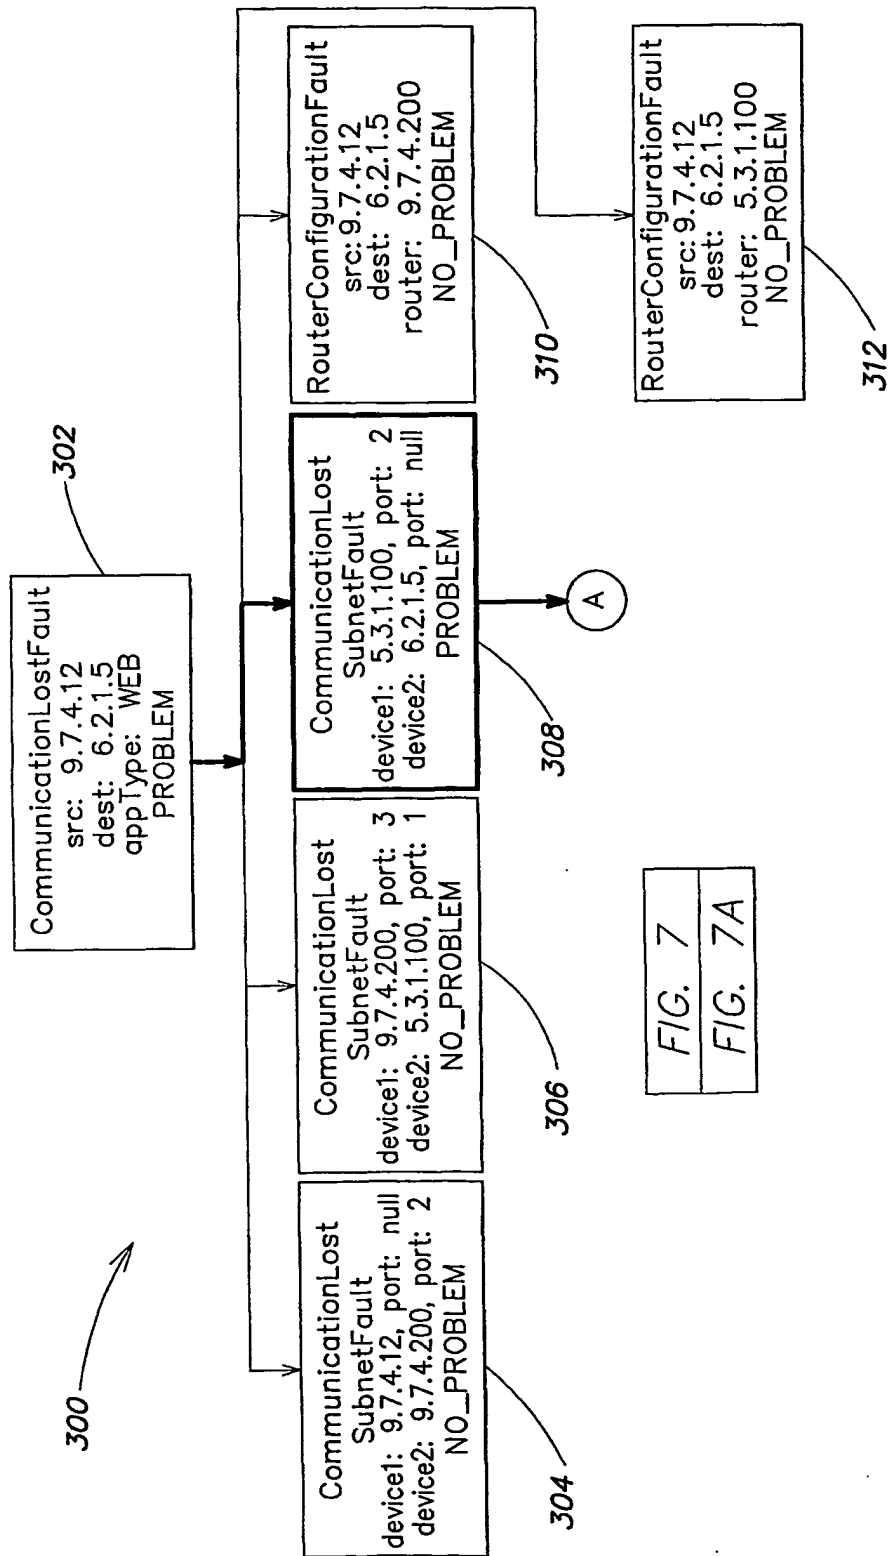 300
302
CommunicationLostFault
src: 9.7.4.12
dest: 6.2.1.5
appType: WEB
PROBLEM
CommunicationLost
SubnetFault
device1: 9.7.4.12, port: null
device2: 9.7.4.200, port: 2
NO_PROBLEM
304
CommunicationLost
SubnetFault
device1: 9.7.4.200, port: 3
device2: 5.3.1.100, port: 1
NO_PROBLEM
306
CommunicationLost
SubnetFault
device1: 5.3.1.100, port: 2
device2: 6.2.1.5, port: null
PROBLEM
308
A
RouterConfigurationFault
src: 9.7.4.12
dest: 6.2.1.5
router: 9.7.4.200
NO_PROBLEM
310
RouterConfigurationFault
src: 9.7.4.12
dest: 6.2.1.5
router: 5.3.1.100
NO_PROBLEM
312
FIG. 7
FIG. 7A